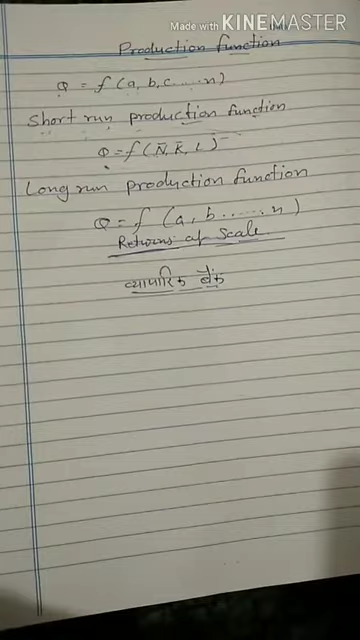 Made with KINEMASTER
Production function
Q = f (a, b, c......n)
Short run production function
Q = f (N̄, K̄, L)
Long run production function
Q = f (a, b ...... n)
Returns of Scale
व्यापारिक बैंक